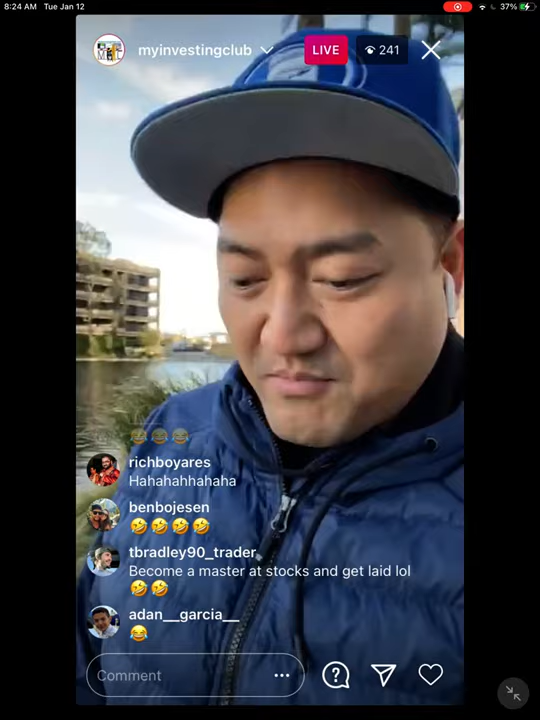 8:24 AM Tue Jan 12
37%
myinvestingclub
LIVE
241
richboyares
Hahahahhahaha
benbojesen
🤣🤣🤣🤣
tbradley90_trader
Become a master at stocks and get laid lol
🤣🤣
adan__garcia__
😂
Comment